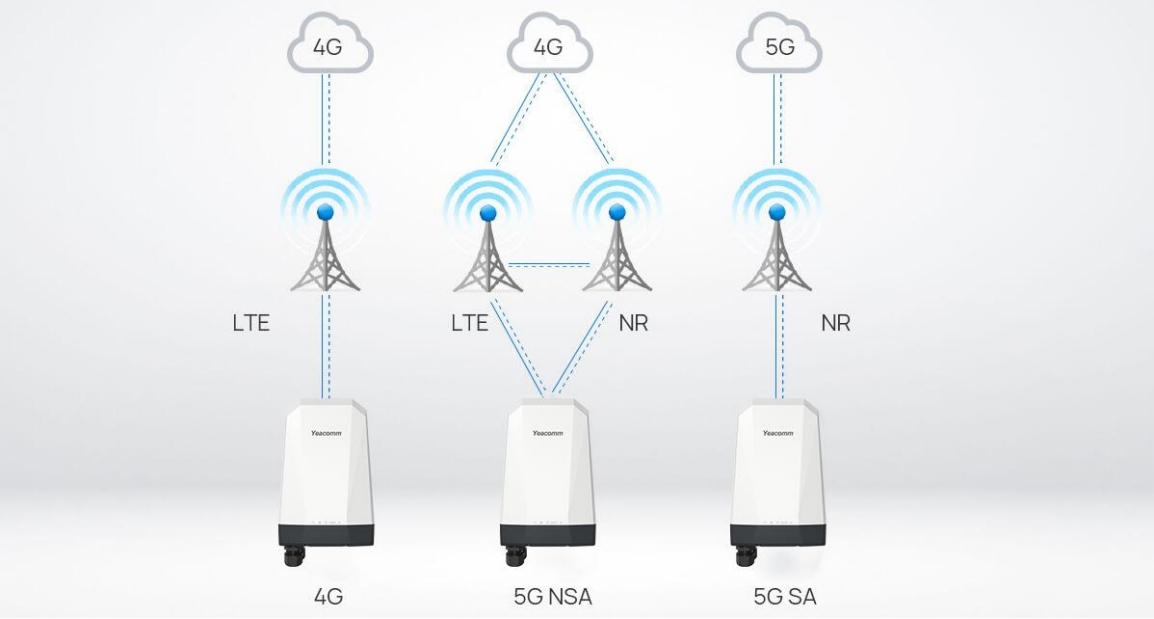 4G 4G 5G
LTE LTE NR NR
Yeacomm Yeacomm Yeacomm
4G 5G NSA 5G SA